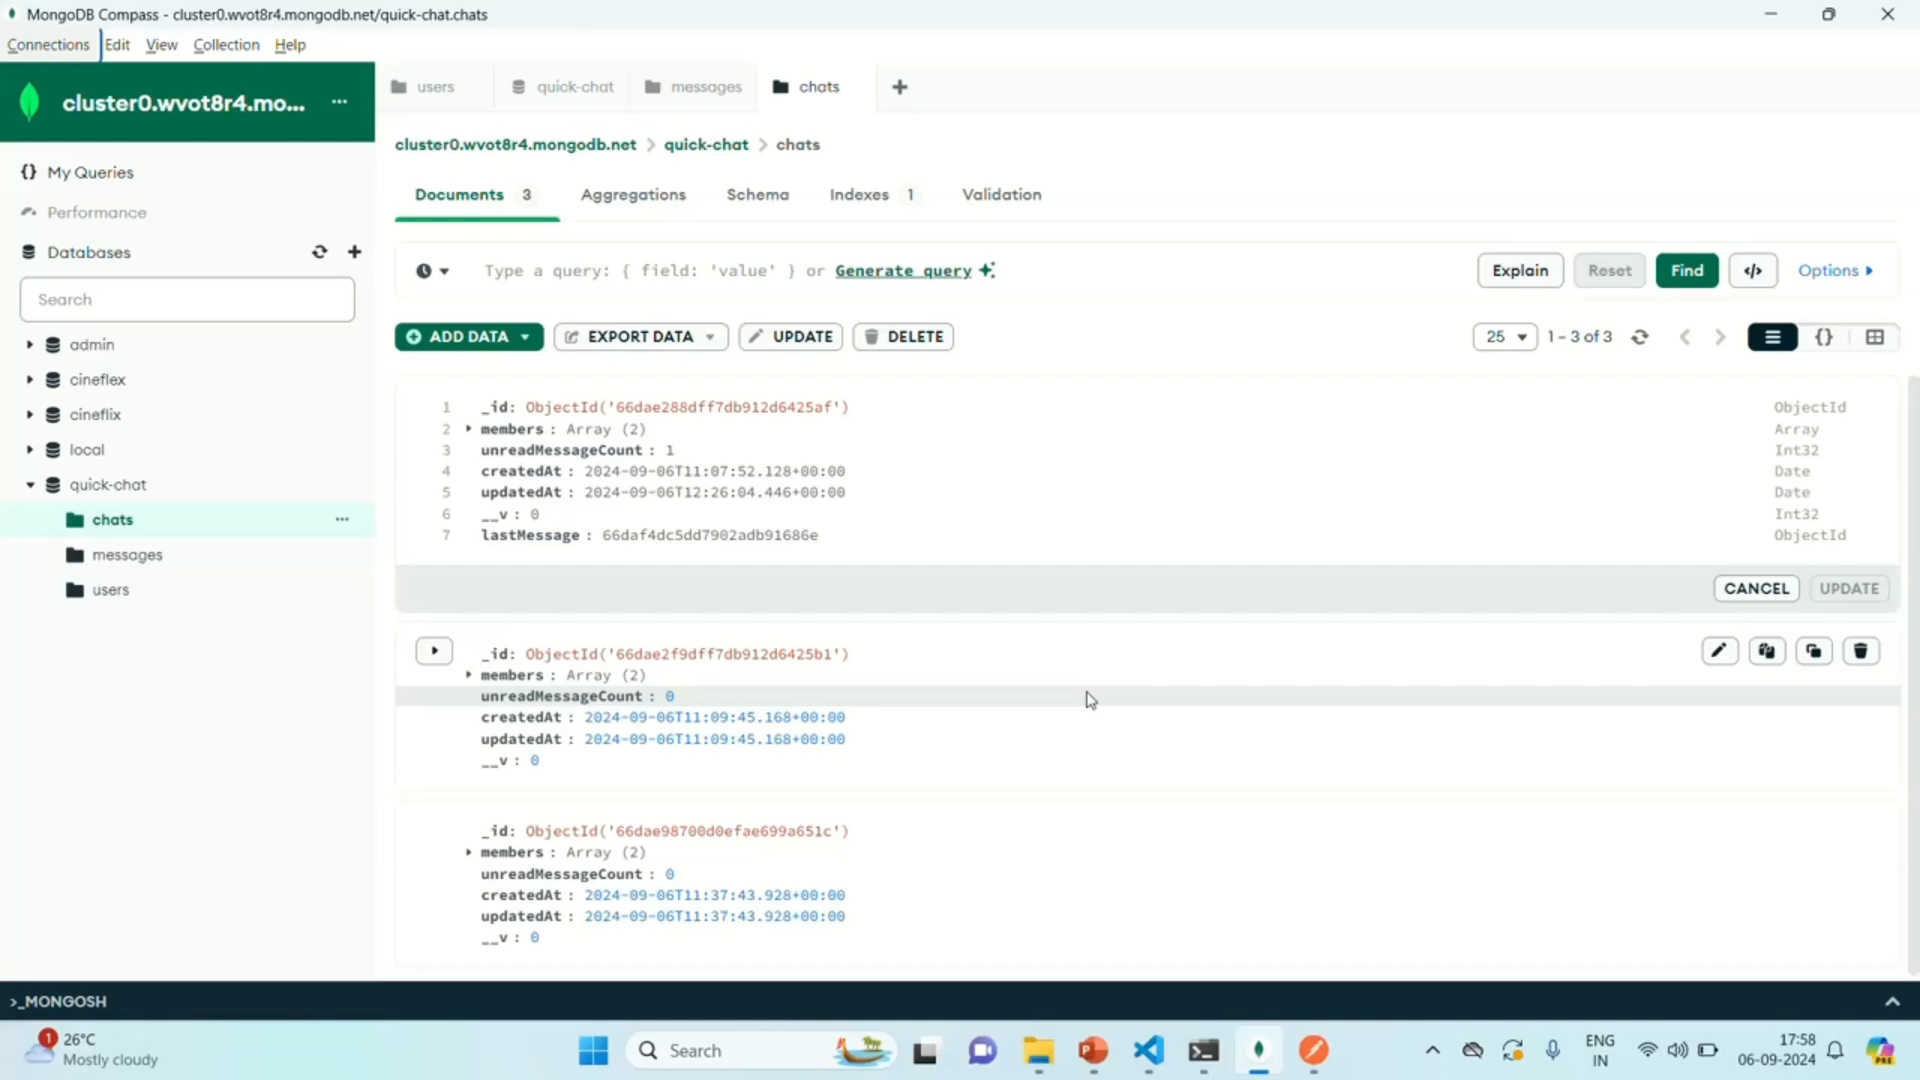 MongoDB Compass - cluster0.wvot8r4.mongodb.net/quick-chat.chats
Connections Edit View Collection Help
cluster0.wvot8r4.mo... ...
users quick-chat messages chats +
cluster0.wvot8r4.mongodb.net > quick-chat > chats
{} My Queries
Performance
Databases
Search
admin
cineflex
cineflix
local
quick-chat
chats ...
messages
users
Documents 3 Aggregations Schema Indexes 1 Validation
Type a query: { field: 'value' } or Generate query
Explain Reset Find </> Options
ADD DATA EXPORT DATA UPDATE DELETE
25 1 – 3 of 3 {}
1 _id: ObjectId('66dae288dff7db912d6425af') ObjectId
2 members : Array (2) Array
3 unreadMessageCount : 1 Int32
4 createdAt : 2024-09-06T11:07:52.128+00:00 Date
5 updatedAt : 2024-09-06T12:26:04.446+00:00 Date
6 __v : 0 Int32
7 lastMessage : 66daf4dc5dd7902adb91686e ObjectId
CANCEL UPDATE
_id: ObjectId('66dae2f9dff7db912d6425b1')
members : Array (2)
unreadMessageCount : 0
createdAt : 2024-09-06T11:09:45.168+00:00
updatedAt : 2024-09-06T11:09:45.168+00:00
__v : 0
_id: ObjectId('66dae98700d0efae699a651c')
members : Array (2)
unreadMessageCount : 0
createdAt : 2024-09-06T11:37:43.928+00:00
updatedAt : 2024-09-06T11:37:43.928+00:00
__v : 0
>_MONGOSH
1 26°C
Mostly cloudy
Search
ENG
IN
17:58
06-09-2024
PRE